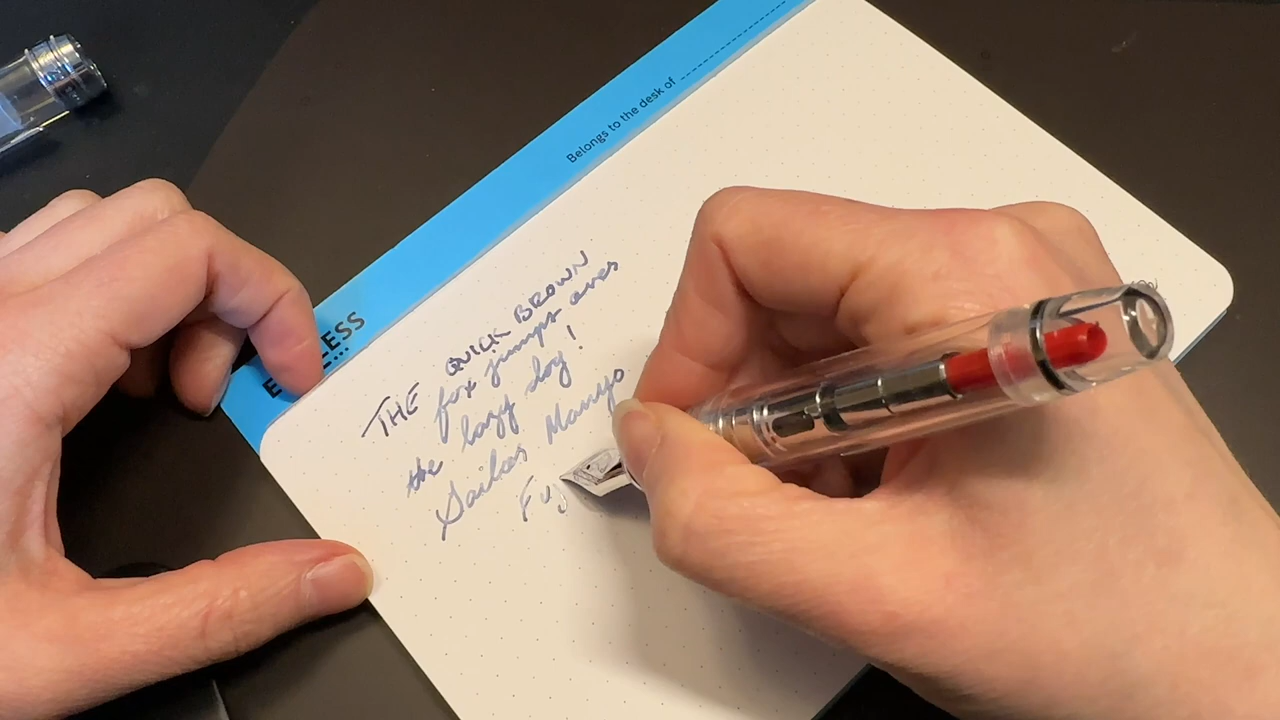 Belongs to the desk of
THE QUICK BROWN
fox jumps over
the lazy dog!
Sailor Manyo